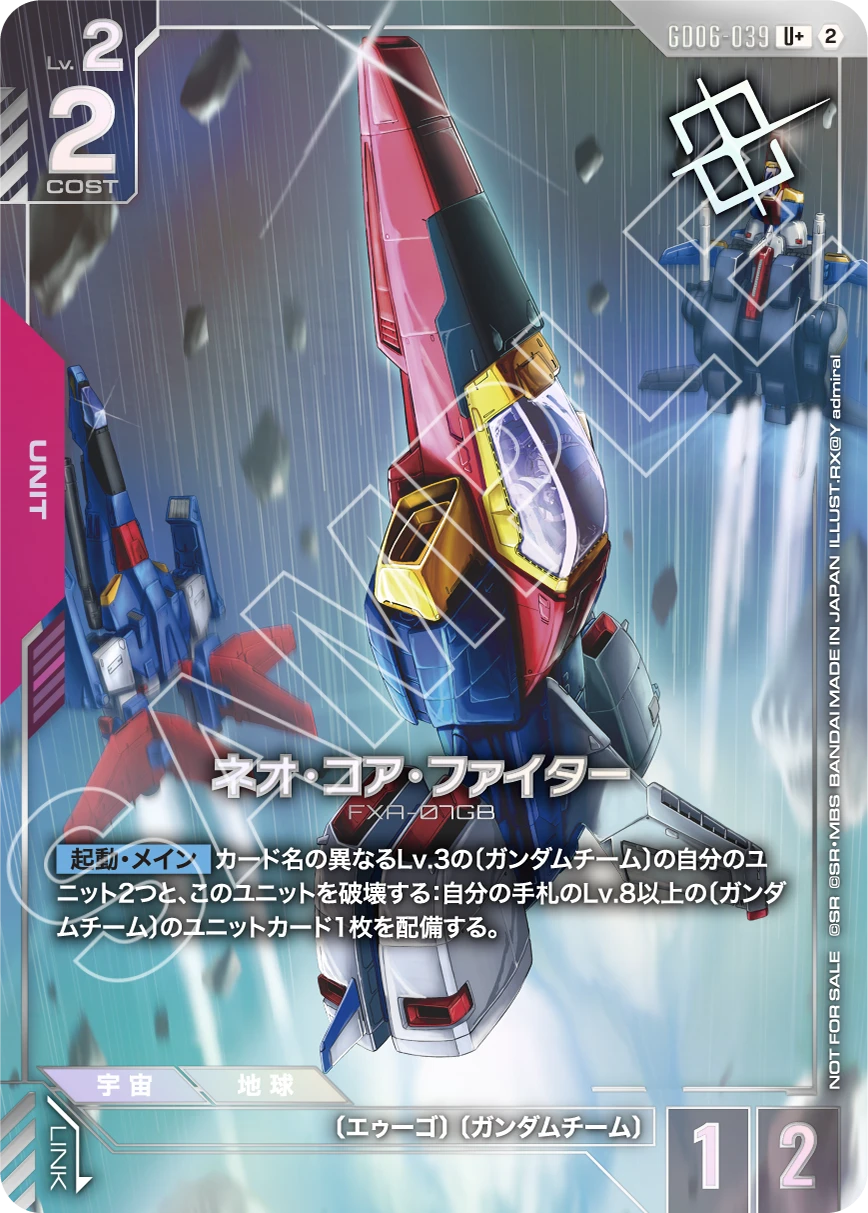 Lv. 2
2
COST
GD06-039 U+ 2
UNIT
SAMPLE
ネオ・コア・ファイター
FXA-07GB
起動・メイン カード名の異なるLv.3の〔ガンダムチーム〕の自分のユ
ニット2つと、このユニットを破壊する：自分の手札のLv.8以上の〔ガンダ
ムチーム〕のユニットカード1枚を配備する。
宇宙 地球
LINK
〔エゥーゴ〕〔ガンダムチーム〕
1 2
NOT FOR SALE ©SR ©SR・MBS BANDAI MADE IN JAPAN ILLUST.RX@Y admiral